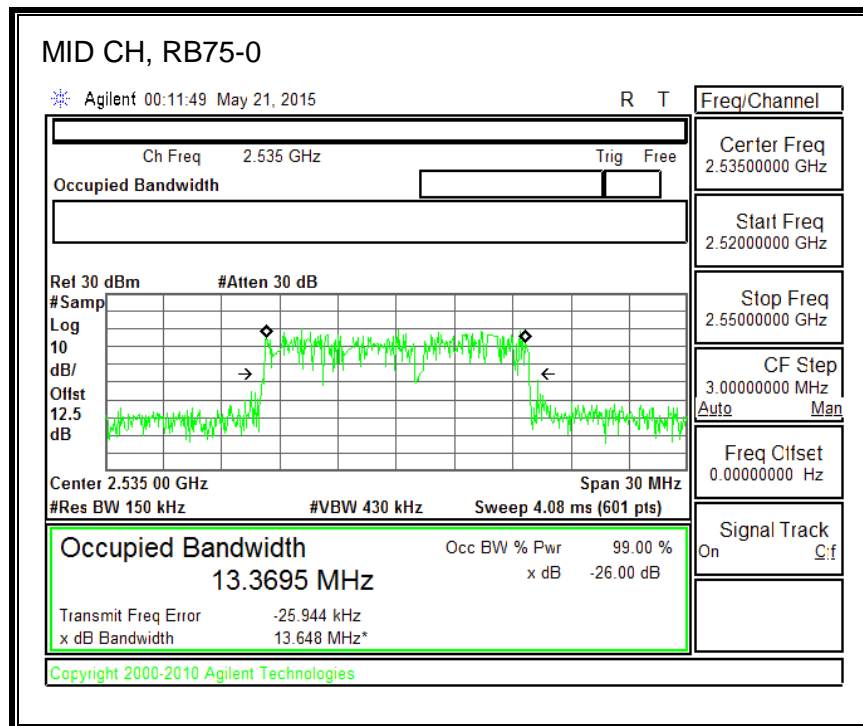 MID CH, RB75-0
Agilent 00:11:49 May 21, 2015 R T
Ch Freq 2.535 GHz Trig Free
Occupied Bandwidth
Ref 30 dBm #Atten 30 dB
#Samp
Log
10
dB/
Offst
12.5
dB
Center 2.535 00 GHz Span 30 MHz
#Res BW 150 kHz #VBW 430 kHz Sweep 4.08 ms (601 pts)
Occupied Bandwidth Occ BW % Pwr 99.00 %
13.3695 MHz x dB -26.00 dB
Transmit Freq Error -25.944 kHz
x dB Bandwidth 13.648 MHz*
Copyright 2000-2010 Agilent Technologies
Freq/Channel
Center Freq
2.53500000 GHz
Start Freq
2.52000000 GHz
Stop Freq
2.55000000 GHz
CF Step
3.00000000 MHz
Auto Man
Freq Offset
0.00000000 Hz
Signal Track
On Off